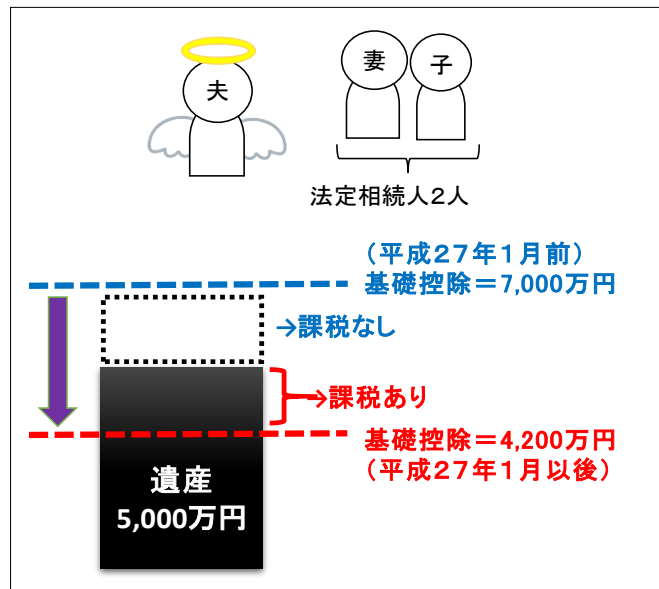 夫
妻
子
法定相続人2人
（平成27年1月前）
基礎控除＝7,000万円
→課税なし
→課税あり
基礎控除＝4,200万円
（平成27年1月以後）
遺産
5,000万円